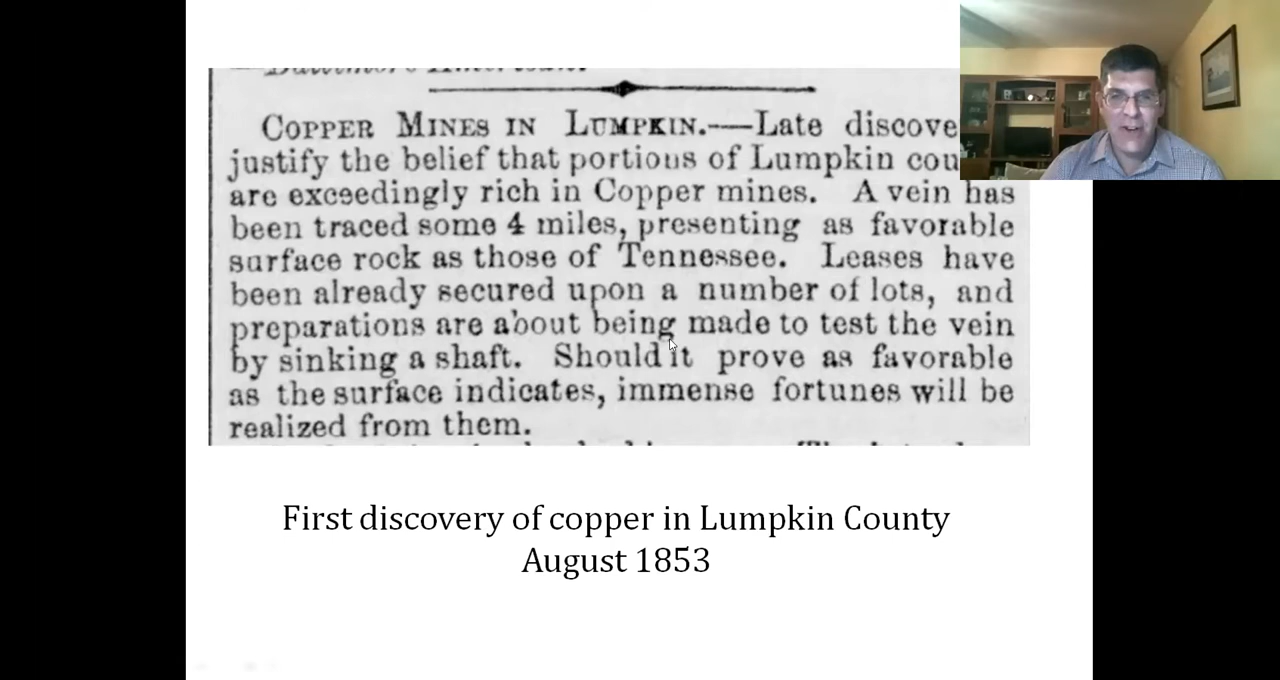 COPPER MINES IN LUMPKIN.—Late discove
justify the belief that portions of Lumpkin cou
are exceedingly rich in Copper mines. A vein has
been traced some 4 miles, presenting as favorable
surface rock as those of Tennessee. Leases have
been already secured upon a number of lots, and
preparations are about being made to test the vein
by sinking a shaft. Should it prove as favorable
as the surface indicates, immense fortunes will be
realized from them.
First discovery of copper in Lumpkin County
August 1853